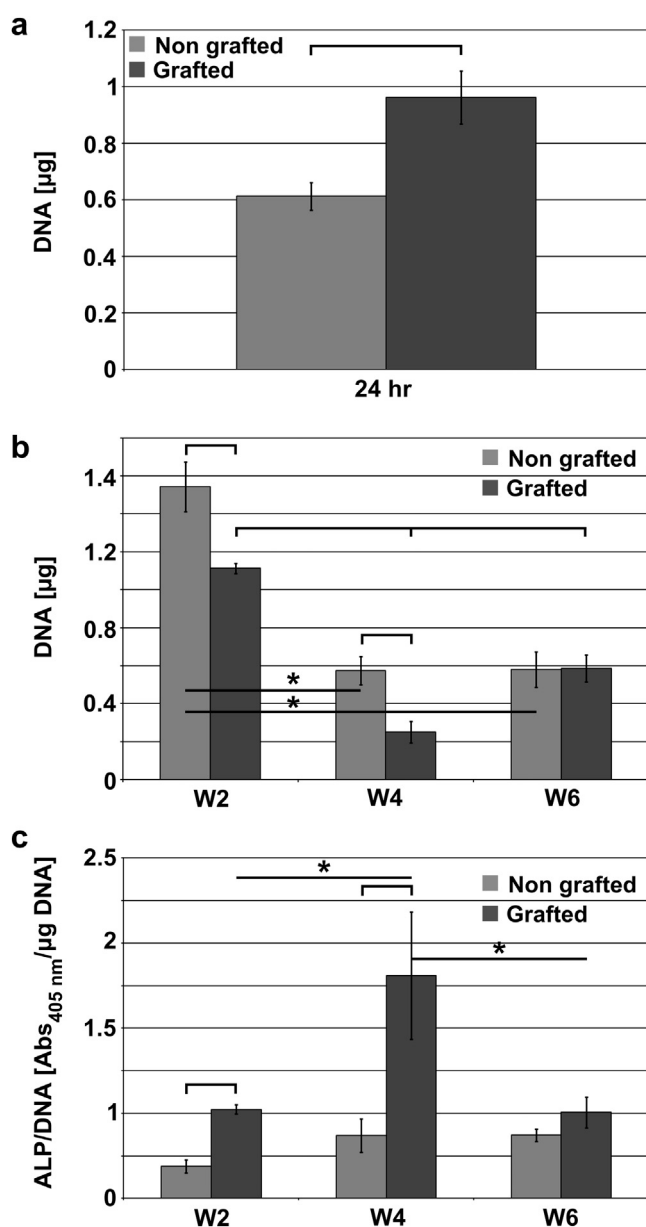 a
1.2
1
0.8
0.6
0.4
0.2
0
DNA [µg]
Non grafted
Grafted
24 hr
b
1.4
1.2
0.8
0.4
0
DNA [µg]
Non grafted
Grafted
*
*
W2 W4 W6
c
2.5
2
1.5
1
0
ALP/DNA [Abs405 nm/µg DNA]
Non grafted
Grafted
*
*
W2 W4 W6